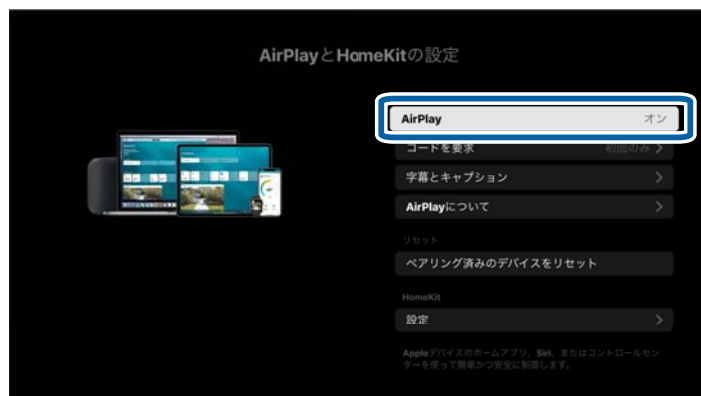 AirPlayとHomeKitの設定
AirPlay オン
コードを要求 初回のみ
字幕とキャプション
AirPlayについて
リセット
ペアリング済みのデバイスをリセット
HomeKit
設定
Appleデバイスのホームアプリ、Siri、またはコントロールセン
ターを使って簡単かつ安全に制御します。